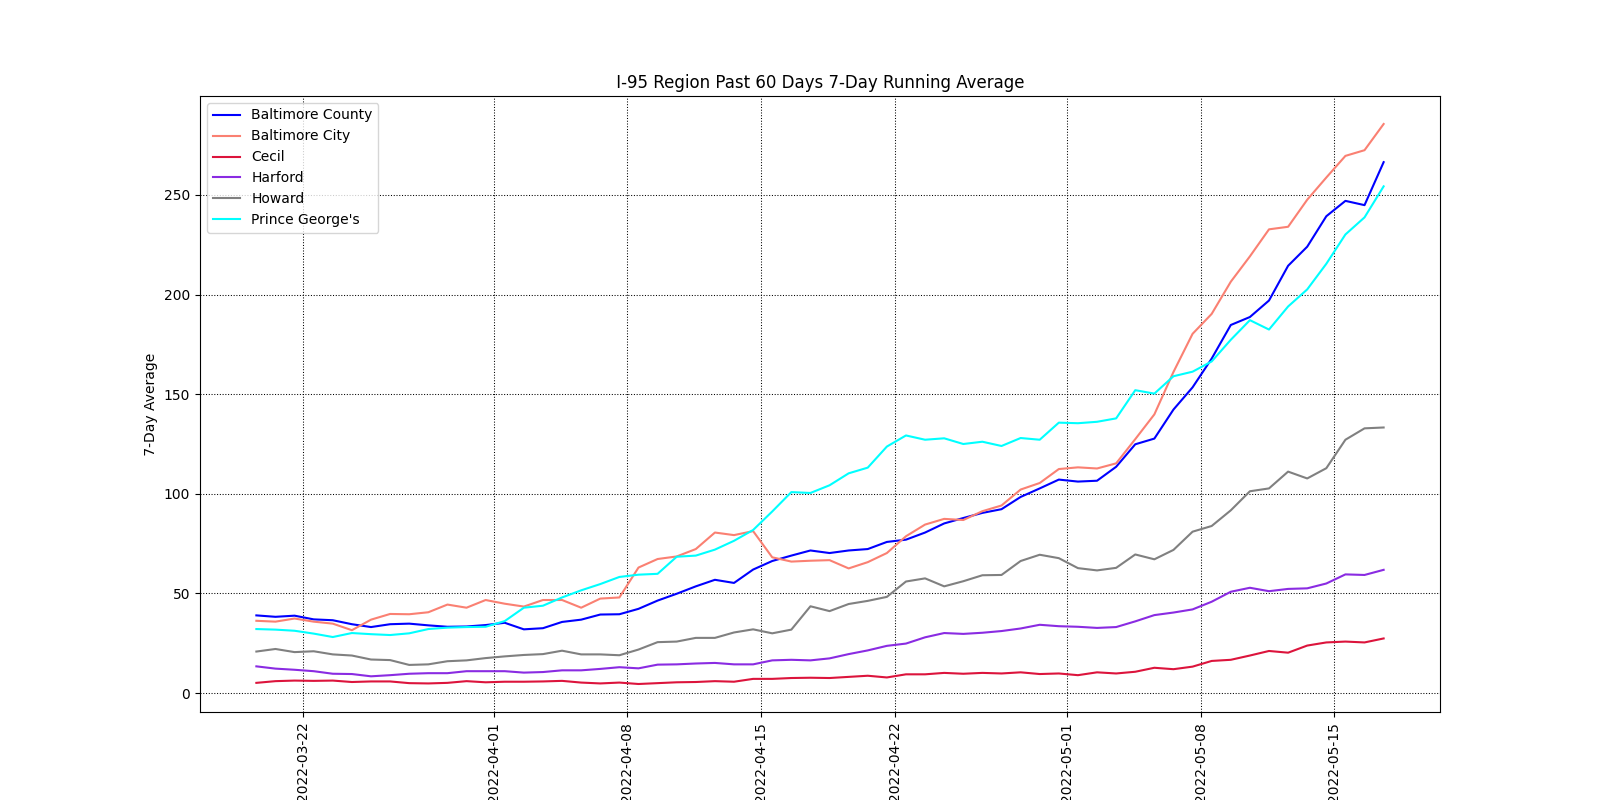 I-95 Region Past 60 Days 7-Day Running Average
Baltimore County
Baltimore City
Cecil
Harford
Howard
Prince George's
7-Day Average
250
200
150
100
50
0
2022-03-22
2022-04-01
2022-04-08
2022-04-15
2022-04-22
2022-05-01
2022-05-08
2022-05-15